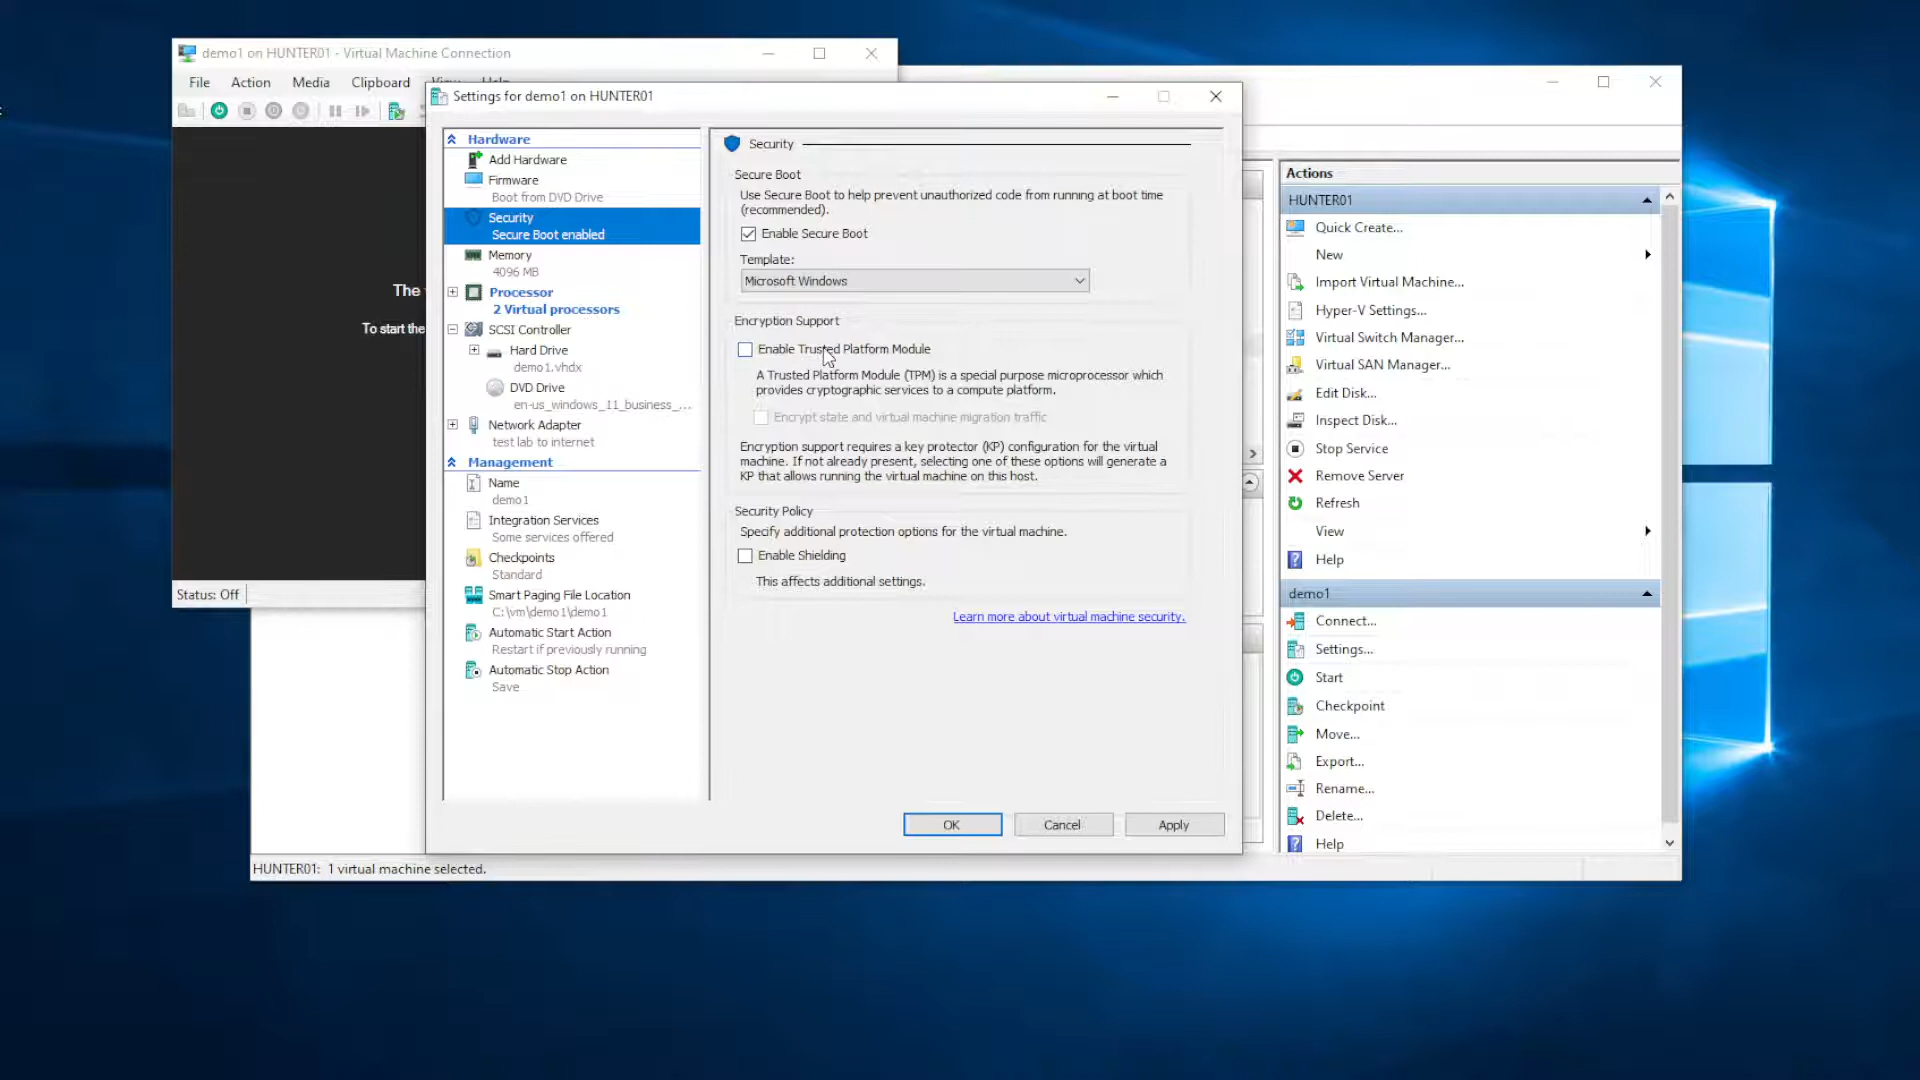 demo1 on HUNTER01 - Virtual Machine Connection
File Action Media Clipboard View Help
The
To start the
Status: Off
Settings for demo1 on HUNTER01
Hardware
Add Hardware
Firmware
Boot from DVD Drive
Security
Secure Boot enabled
Memory
4096 MB
Processor
2 Virtual processors
SCSI Controller
Hard Drive
demo1.vhdx
DVD Drive
en-us_windows_11_business_...
Network Adapter
test lab to internet
Management
Name
demo1
Integration Services
Some services offered
Checkpoints
Standard
Smart Paging File Location
C:\vm\demo1\demo1
Automatic Start Action
Restart if previously running
Automatic Stop Action
Save
Security
Secure Boot
Use Secure Boot to help prevent unauthorized code from running at boot time
(recommended).
Enable Secure Boot
Template:
Microsoft Windows
Encryption Support
Enable Trusted Platform Module
A Trusted Platform Module (TPM) is a special purpose microprocessor which
provides cryptographic services to a compute platform.
Encrypt state and virtual machine migration traffic
Encryption support requires a key protector (KP) configuration for the virtual
machine. If not already present, selecting one of these options will generate a
KP that allows running the virtual machine on this host.
Security Policy
Specify additional protection options for the virtual machine.
Enable Shielding
This affects additional settings.
Learn more about virtual machine security.
OK Cancel Apply
Actions
HUNTER01
Quick Create...
New
Import Virtual Machine...
Hyper-V Settings...
Virtual Switch Manager...
Virtual SAN Manager...
Edit Disk...
Inspect Disk...
Stop Service
Remove Server
Refresh
View
Help
demo1
Connect...
Settings...
Start
Checkpoint
Move...
Export...
Rename...
Delete...
Help
HUNTER01: 1 virtual machine selected.